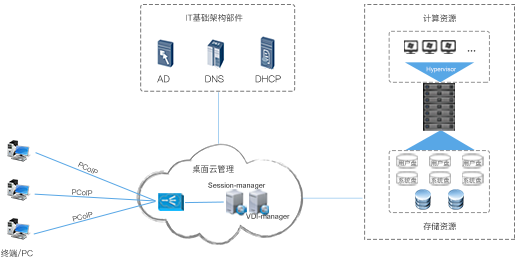 IT基础架构部件
AD
DNS
DHCP
计算资源
...
Hypervisor
用户盘
用户盘
用户盘
系统盘
系统盘
系统盘
存储资源
桌面云管理
Session-manager
VDI-manager
PCoIP
PCoIP
PCoIP
终端/PC